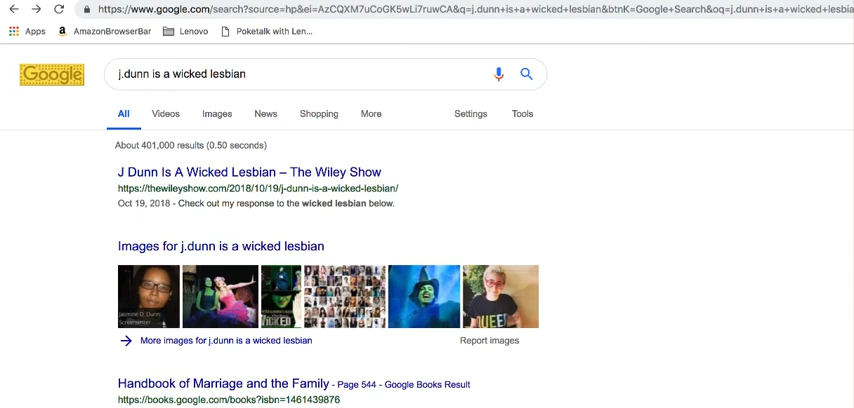 https://www.google.com/search?source=hp&ei=AzCQXM7uCoGK5wLi7ruwCA&q=j.dunn+is+a+wicked+lesbian&btnK=Google+Search&oq=j.dunn+is+a+wicked+lesbia
Apps
AmazonBrowserBar
Lenovo
Poketalk with Len...
Google
j.dunn is a wicked lesbian
All Videos Images News Shopping More Settings Tools
About 401,000 results (0.50 seconds)
J Dunn Is A Wicked Lesbian – The Wiley Show
https://thewileyshow.com/2018/10/19/j-dunn-is-a-wicked-lesbian/
Oct 19, 2018 - Check out my response to the wicked lesbian below.
Images for j.dunn is a wicked lesbian
Jasmine D. Dunn
Screenwriter
WICKED
QUEER
More images for j.dunn is a wicked lesbian
Report images
Handbook of Marriage and the Family - Page 544 - Google Books Result
https://books.google.com/books?isbn=1461439876